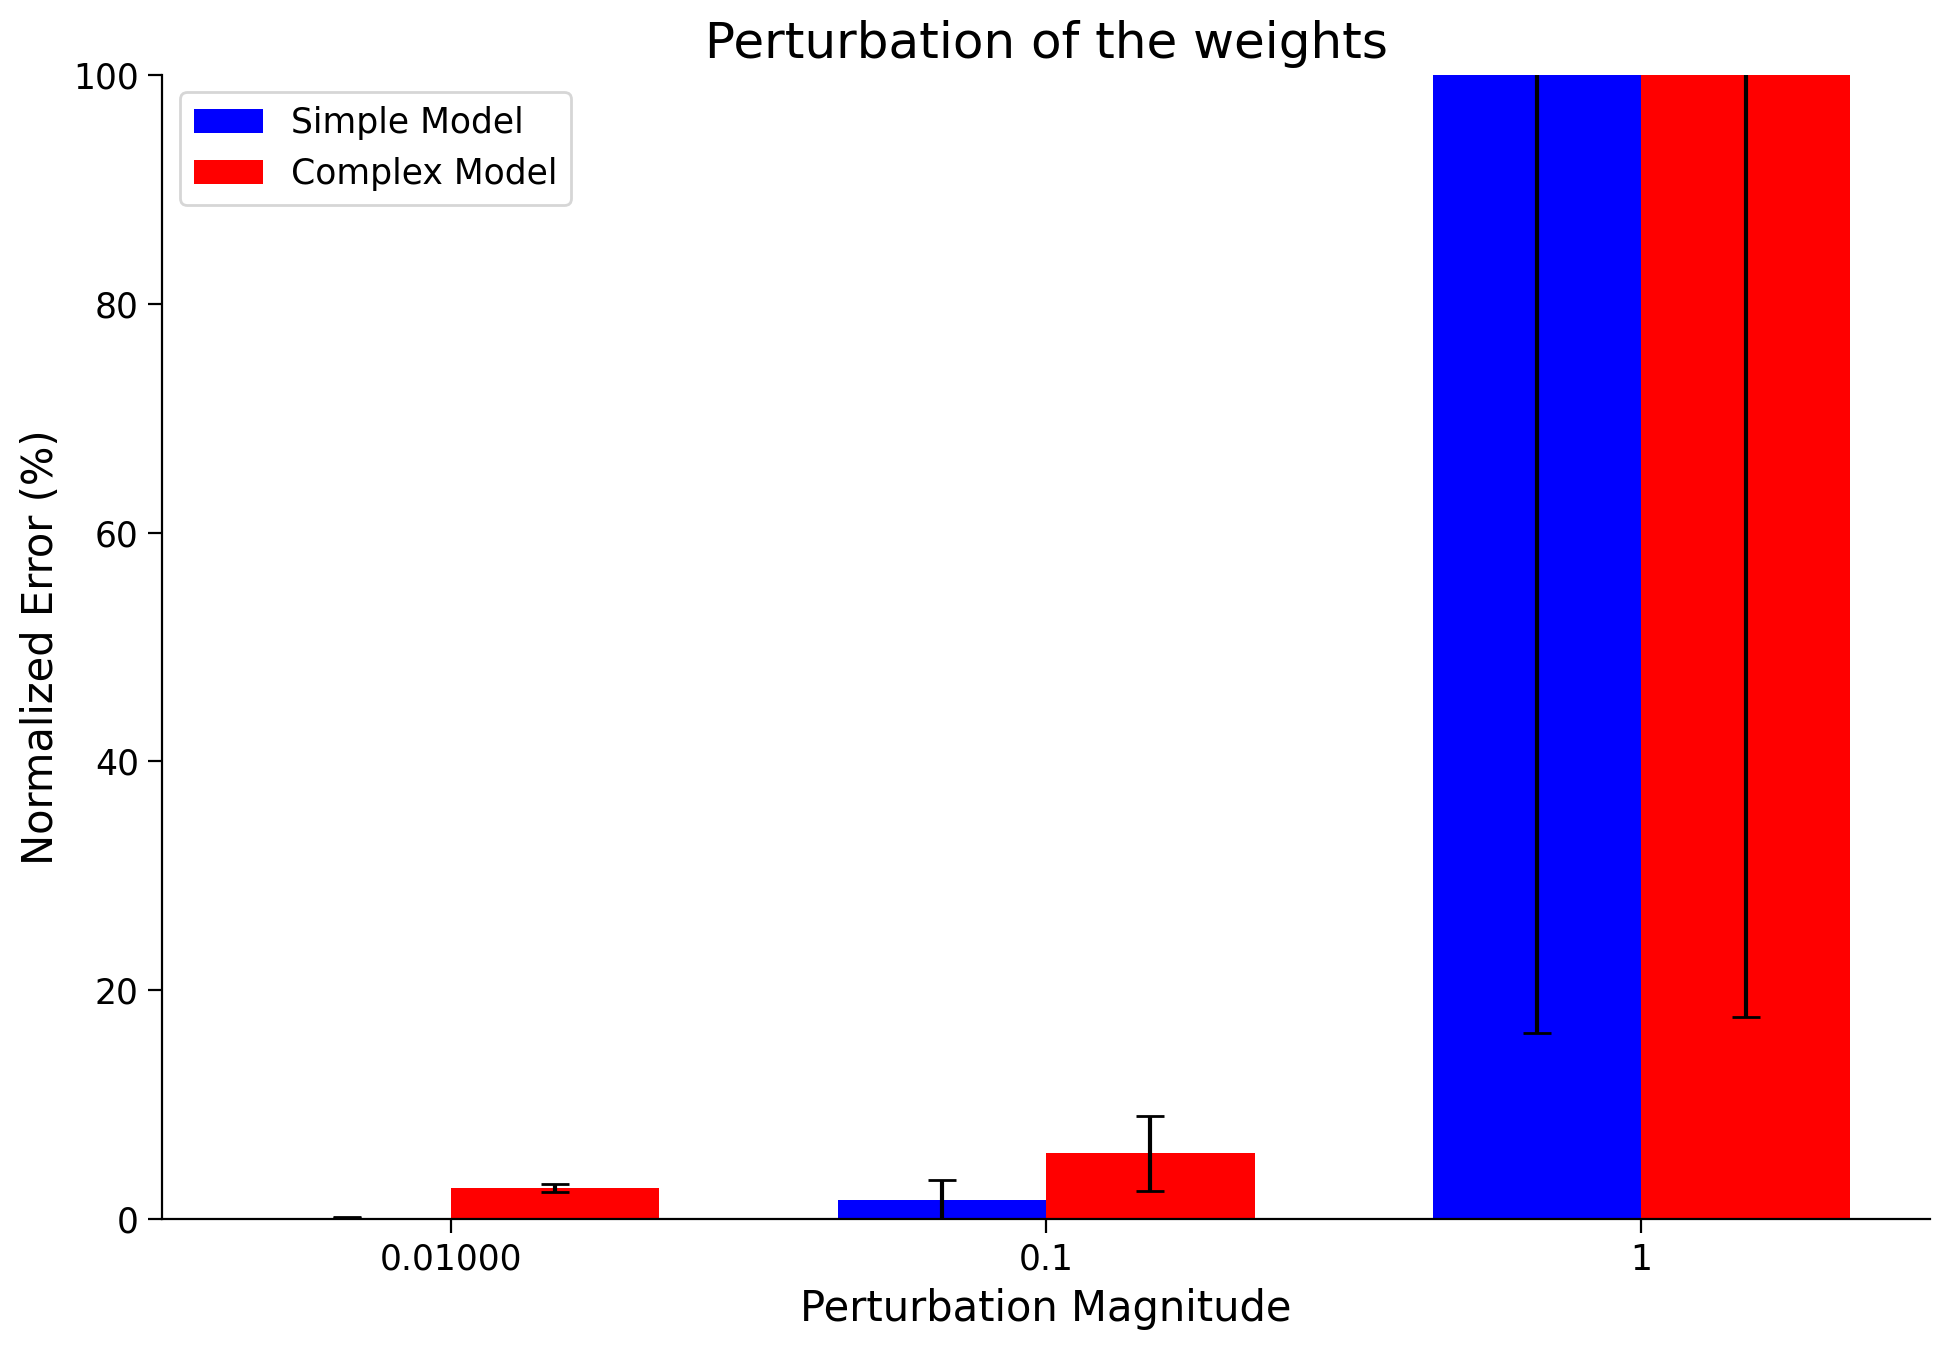 Perturbation of the weights
Simple Model
Complex Model
Normalized Error (%)
100
80
60
40
20
0
0.01000
0.1
1
Perturbation Magnitude